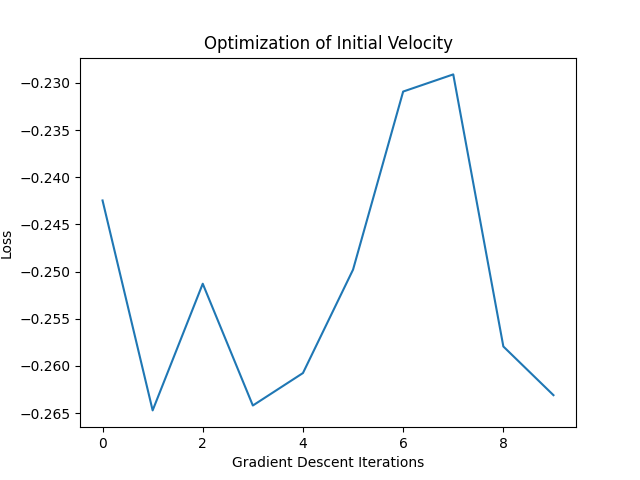 Optimization of Initial Velocity
−0.230
−0.235
−0.240
−0.245
−0.250
−0.255
−0.260
−0.265
Loss
0 2 4 6 8
Gradient Descent Iterations